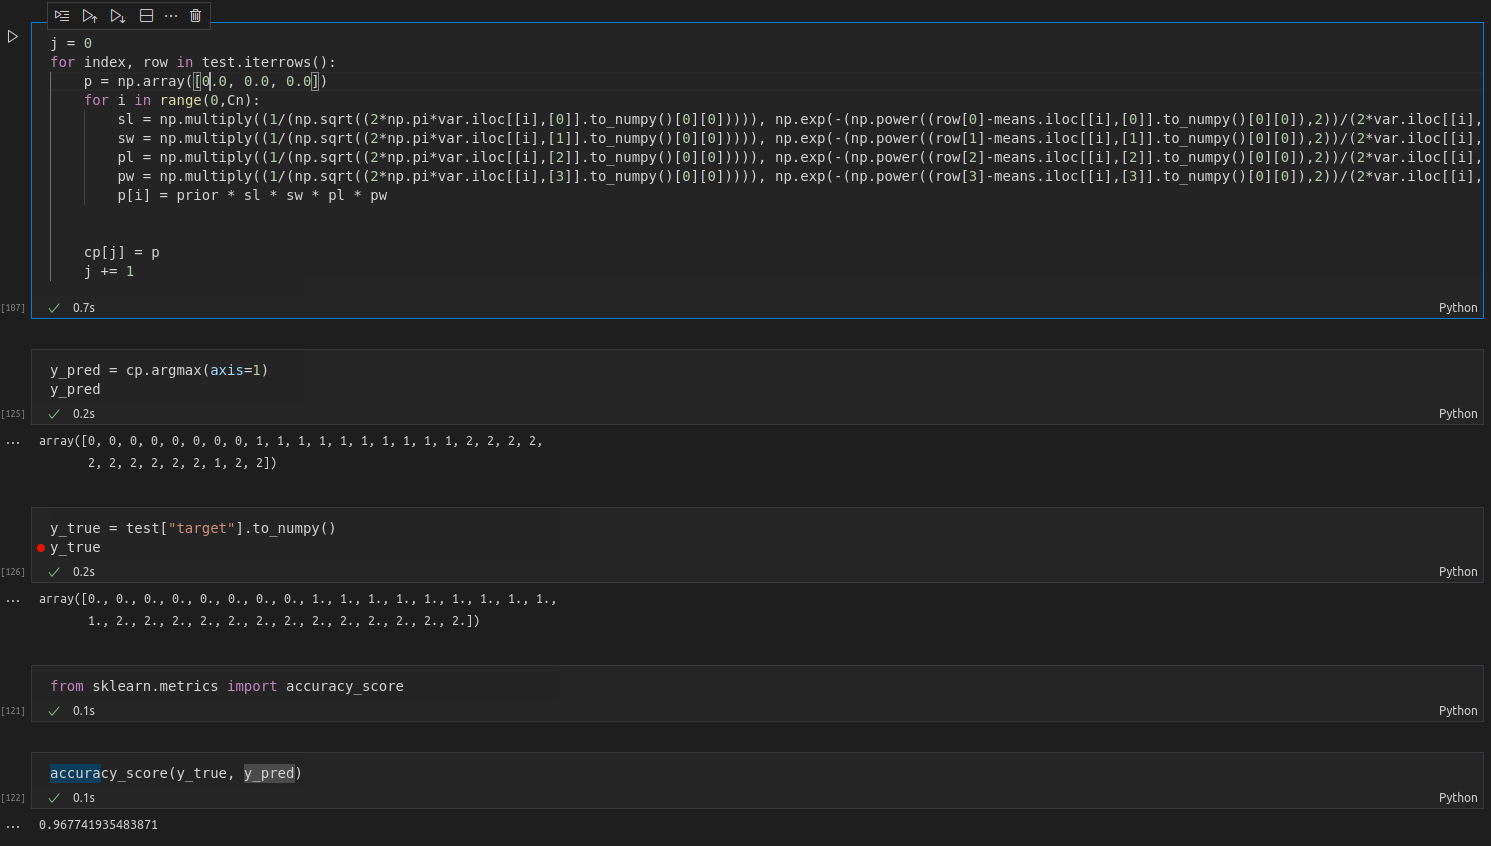 j = 0
for index, row in test.iterrows():
    p = np.array([0.0, 0.0, 0.0])
    for i in range(0,Cn):
        sl = np.multiply((1/(np.sqrt((2*np.pi*var.iloc[[i],[0]].to_numpy()[0][0])))), np.exp(-(np.power((row[0]-means.iloc[[i],[0]].to_numpy()[0][0]),2))/(2*var.iloc[[i],
        sw = np.multiply((1/(np.sqrt((2*np.pi*var.iloc[[i],[1]].to_numpy()[0][0])))), np.exp(-(np.power((row[1]-means.iloc[[i],[1]].to_numpy()[0][0]),2))/(2*var.iloc[[i],
        pl = np.multiply((1/(np.sqrt((2*np.pi*var.iloc[[i],[2]].to_numpy()[0][0])))), np.exp(-(np.power((row[2]-means.iloc[[i],[2]].to_numpy()[0][0]),2))/(2*var.iloc[[i],
        pw = np.multiply((1/(np.sqrt((2*np.pi*var.iloc[[i],[3]].to_numpy()[0][0])))), np.exp(-(np.power((row[3]-means.iloc[[i],[3]].to_numpy()[0][0]),2))/(2*var.iloc[[i],
        p[i] = prior * sl * sw * pl * pw
    cp[j] = p
    j += 1
[107] 0.7s Python
y_pred = cp.argmax(axis=1)
y_pred
[125] 0.2s Python
array([0, 0, 0, 0, 0, 0, 0, 0, 1, 1, 1, 1, 1, 1, 1, 1, 1, 1, 2, 2, 2, 2,
       2, 2, 2, 2, 2, 2, 1, 2, 2])
y_true = test["target"].to_numpy()
y_true
[126] 0.2s Python
array([0., 0., 0., 0., 0., 0., 0., 0., 1., 1., 1., 1., 1., 1., 1., 1., 1.,
       1., 2., 2., 2., 2., 2., 2., 2., 2., 2., 2., 2., 2., 2.])
from sklearn.metrics import accuracy_score
[121] 0.1s Python
accuracy_score(y_true, y_pred)
[122] 0.1s Python
0.967741935483871